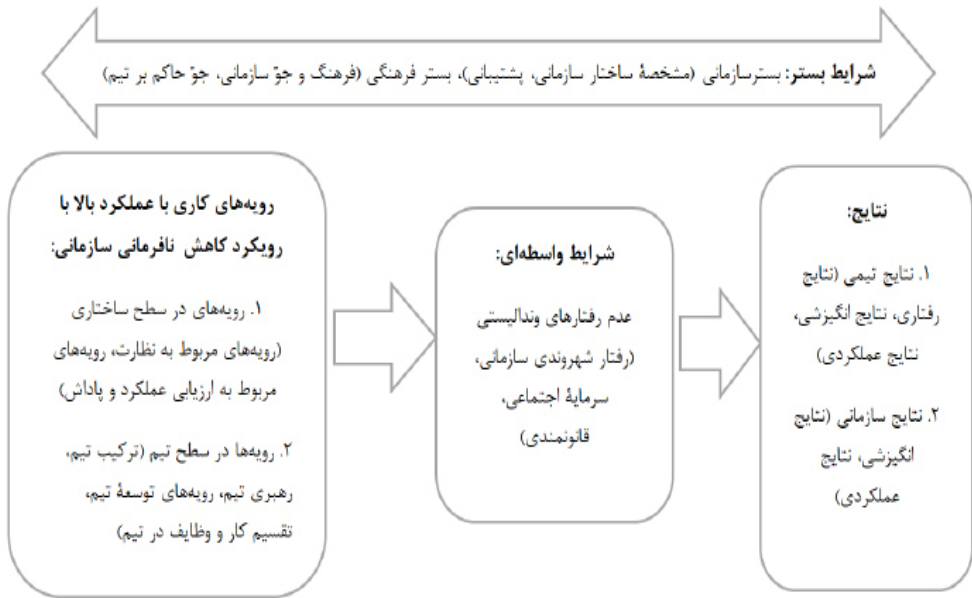 شرایط بستر: بسترسازمانی (مشخصهٔ ساختار سازمانی، پشتیبانی)، بستر فرهنگی (فرهنگ و جوّ سازمانی، جوّ حاکم بر تیم)
رویه‌های کاری با عملکرد بالا با
رویکرد کاهش نافرمانی سازمانی:
۱. رویه‌های در سطح ساختاری
(رویه‌های مربوط به نظارت، رویه‌های
مربوط به ارزیابی عملکرد و پاداش)
۲. رویه‌ها در سطح تیم (ترکیب تیم،
رهبری تیم، رویه‌های توسعهٔ تیم،
تقسیم کار و وظایف در تیم)
شرایط واسطه‌ای:
عدم رفتارهای وندالیستی
(رفتار شهروندی سازمانی،
سرمایهٔ اجتماعی،
قانونمندی)
نتایج:
۱. نتایج تیمی (نتایج
رفتاری، نتایج انگیزشی،
نتایج عملکردی)
۲. نتایج سازمانی (نتایج
انگیزشی، نتایج
عملکردی)